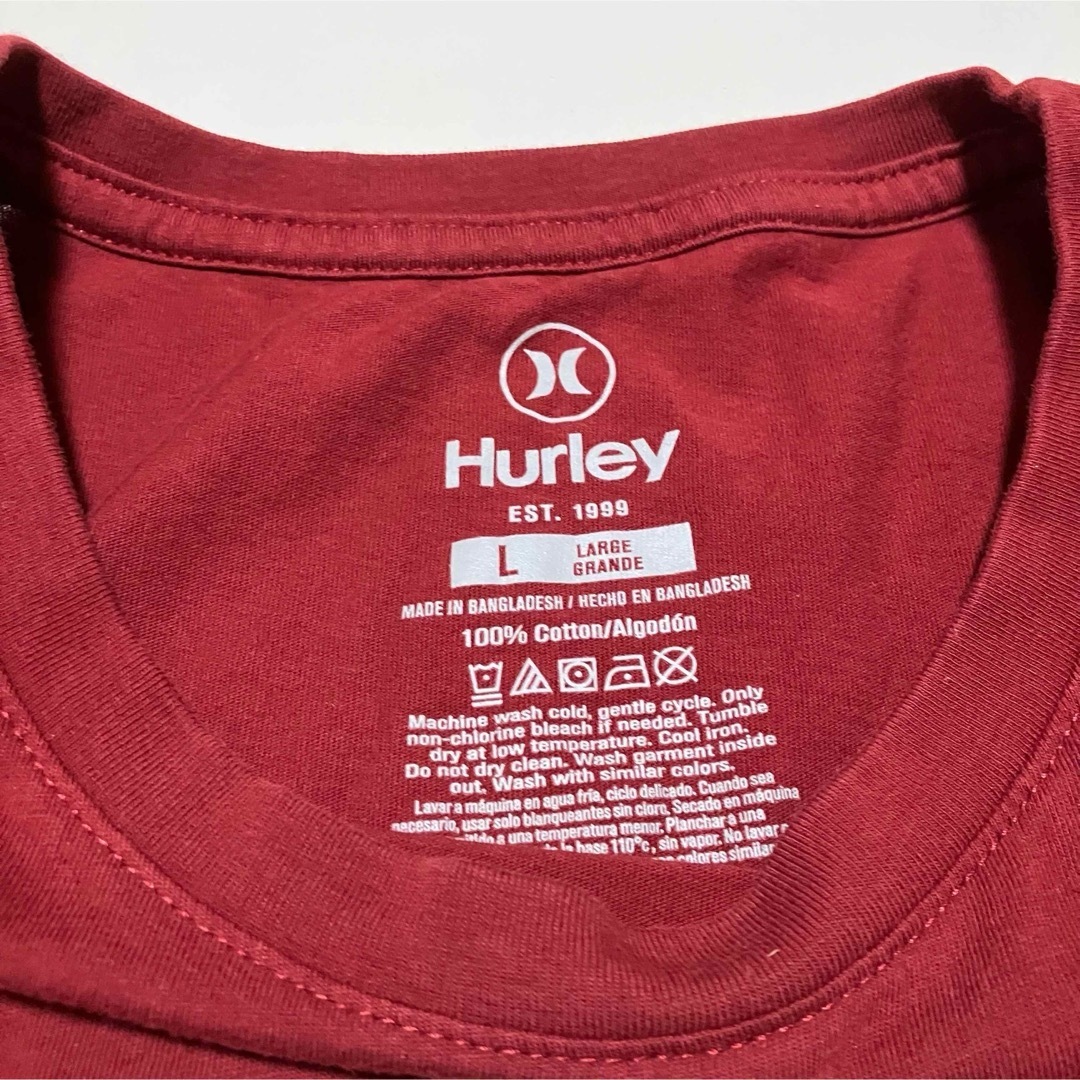 Hurley
EST. 1999
L LARGE
GRANDE
MADE IN BANGLADESH / HECHO EN BANGLADESH
100% Cotton/Algodón
Machine wash cold, gentle cycle. Only
non-chlorine bleach if needed. Tumble
dry at low temperature. Cool iron.
Do not dry clean. Wash garment inside
out. Wash with similar colors.
Lavar a máquina en agua fría, ciclo delicado. Cuando sea
necesario, usar solo blanqueantes sin cloro. Secado en máquina
a una temperatura menor. Planchar a una
base 110°c, sin vapor. No lavar
colores similar